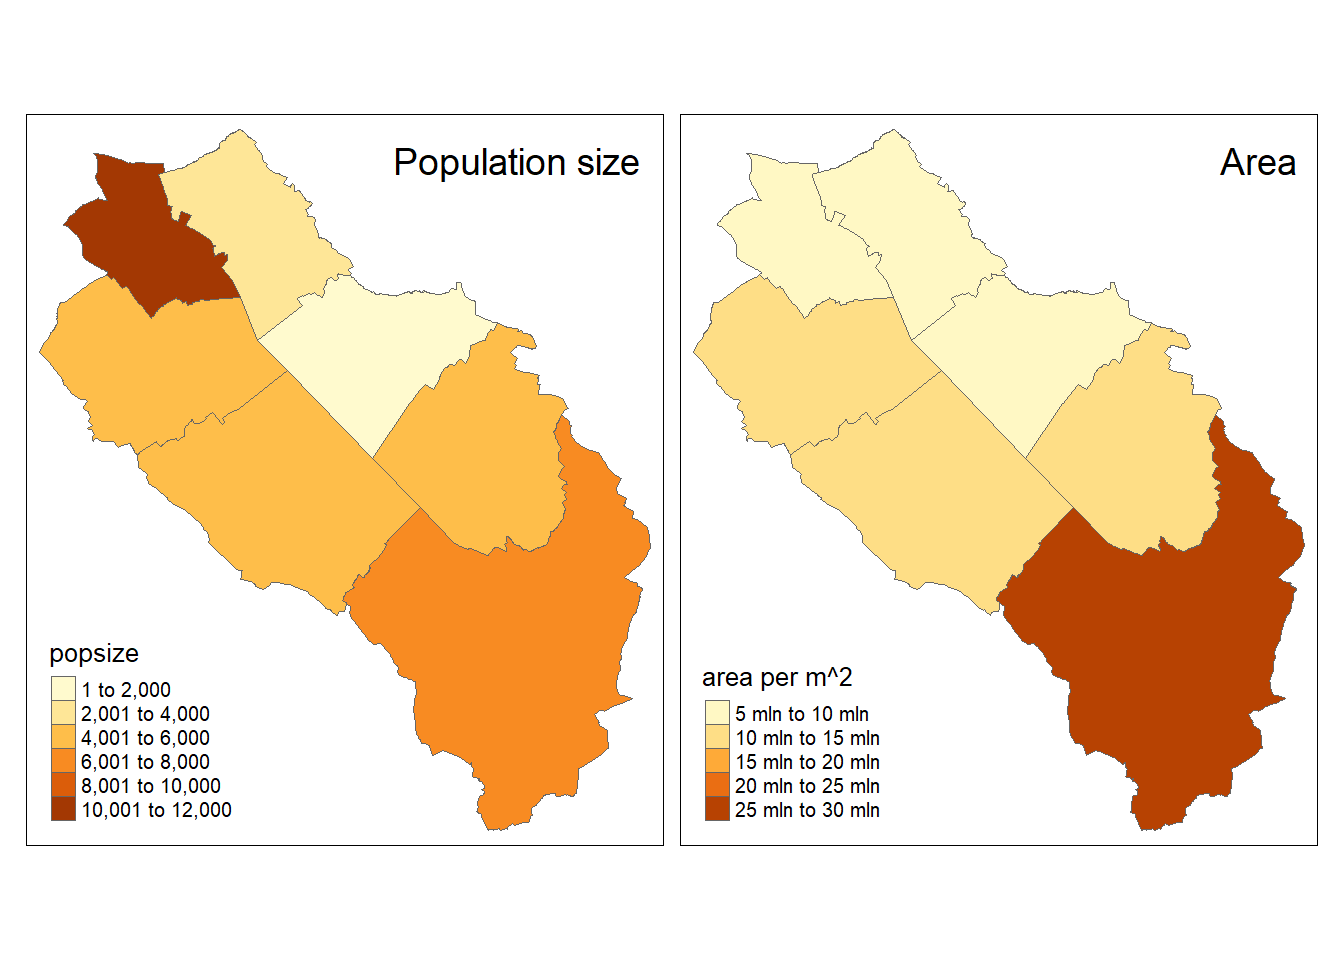 Population size
popsize
1 to 2,000
2,001 to 4,000
4,001 to 6,000
6,001 to 8,000
8,001 to 10,000
10,001 to 12,000
Area
area per m^2
5 mln to 10 mln
10 mln to 15 mln
15 mln to 20 mln
20 mln to 25 mln
25 mln to 30 mln